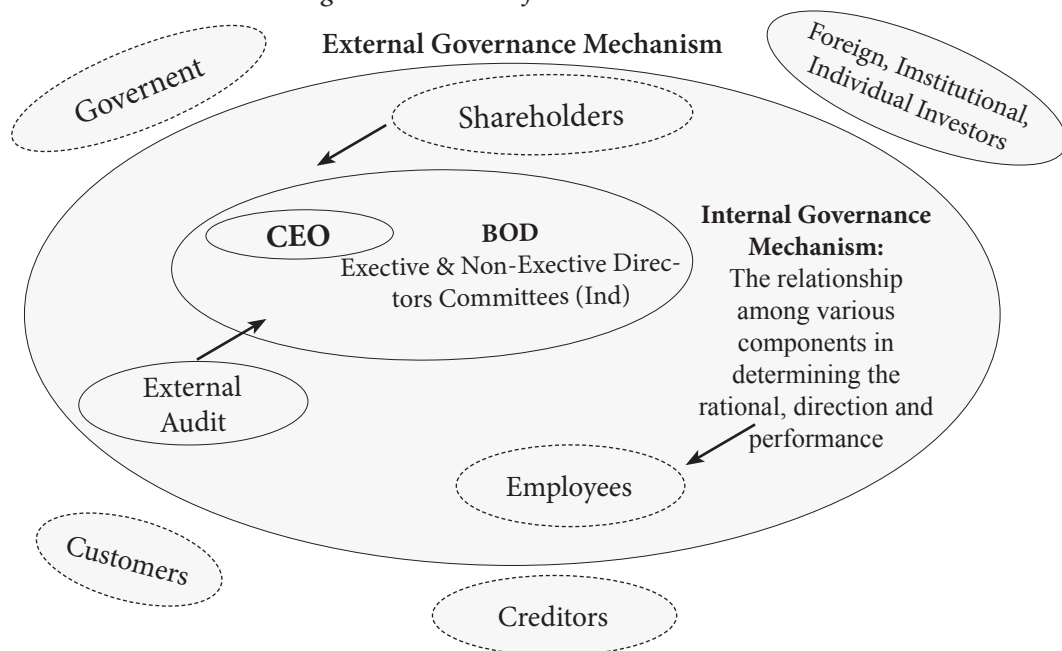 External Governance Mechanism
Governent
Foreign, Imstitutional,
Individual Investors
Shareholders
CEO
BOD
Exective & Non-Exective Direc-
tors Committees (Ind)
Internal Governance
Mechanism:
The relationship
among various
components in
determining the
rational, direction and
performance
External
Audit
Employees
Customers
Creditors